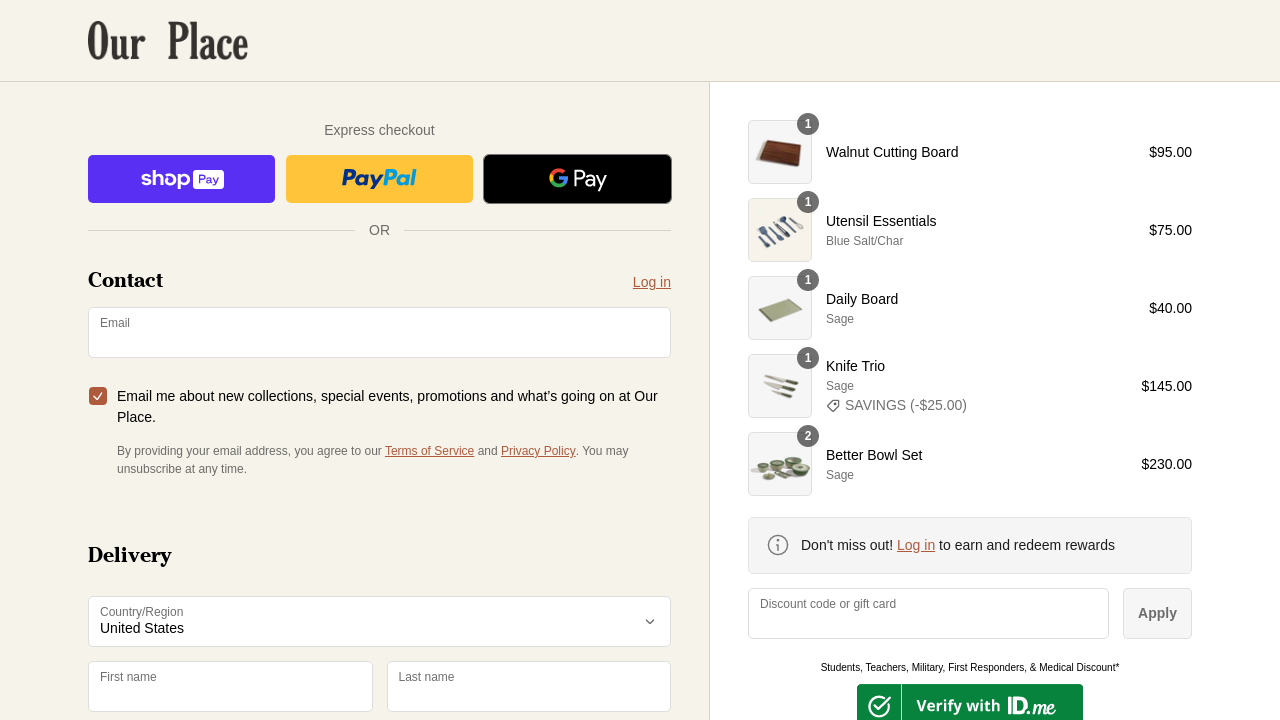 Our Place
Express checkout
shop Pay
PayPal
G Pay
OR
Contact
Log in
Email
Email me about new collections, special events, promotions and what's going on at Our
Place.
By providing your email address, you agree to our Terms of Service and Privacy Policy. You may
unsubscribe at any time.
Delivery
Country/Region
United States
First name
Last name
1
Walnut Cutting Board
$95.00
1
Utensil Essentials
Blue Salt/Char
$75.00
1
Daily Board
Sage
$40.00
1
Knife Trio
Sage
SAVINGS (-$25.00)
$145.00
2
Better Bowl Set
Sage
$230.00
Don't miss out! Log in to earn and redeem rewards
Discount code or gift card
Apply
Students, Teachers, Military, First Responders, & Medical Discount*
Verify with ID.me